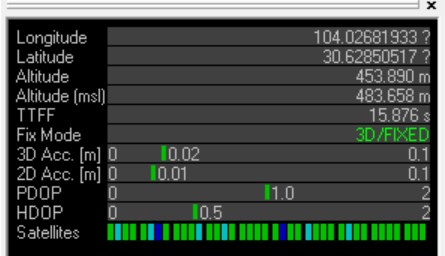 Longitude 104.02681933 ?
Latitude 30.62850517 ?
Altitude 453.890 m
Altitude (msl) 483.658 m
TTFF 15.876 s
Fix Mode 3D/FIXED
3D Acc. [m] 0 0.02 0.1
2D Acc. [m] 0 0.01 0.1
PDOP 0 1.0 2
HDOP 0 0.5 2
Satellites